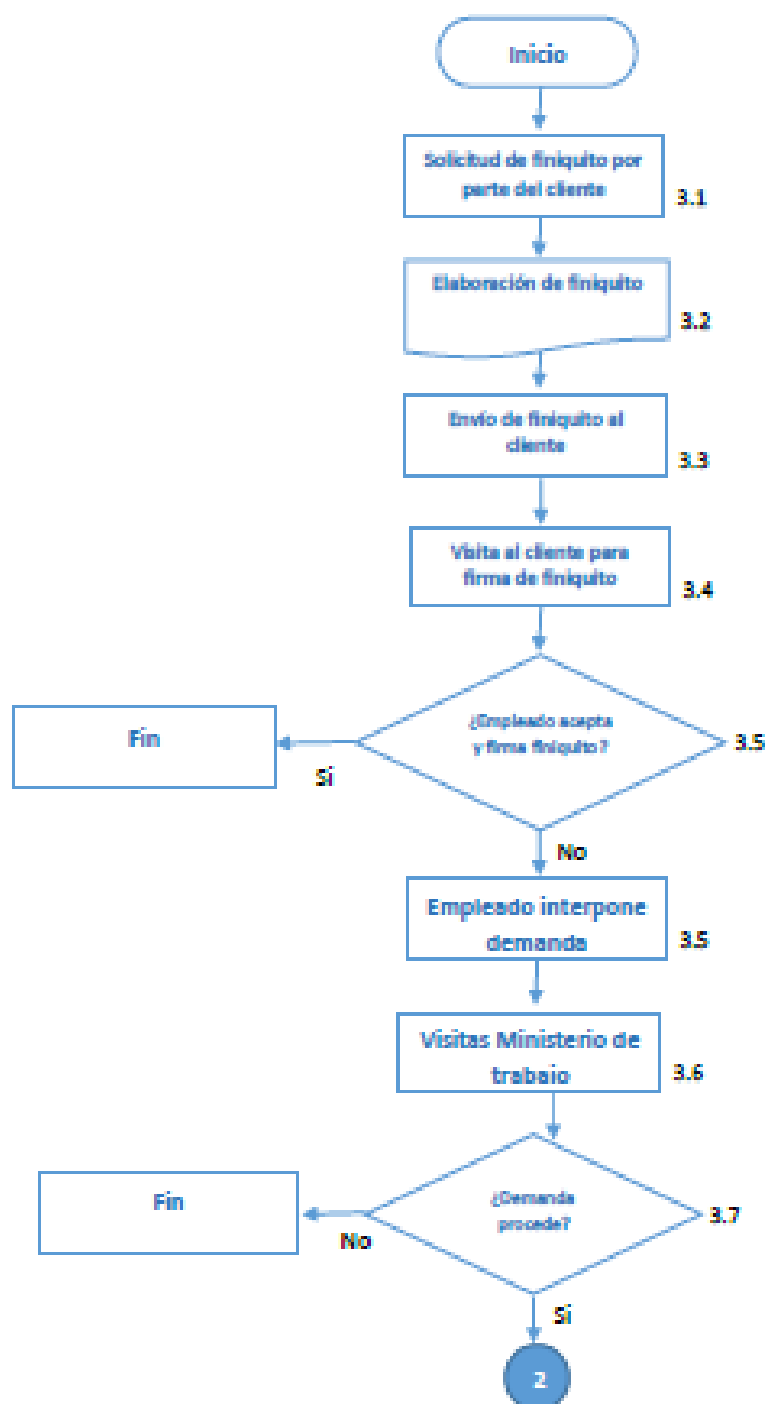 Inicio
Solicitud de finiquito por
parte del cliente
3.1
Elaboración de finiquito
3.2
Envío de finiquito al
cliente
3.3
Visita al cliente para
firma de finiquito
3.4
¿Empleado acepta
y firma finiquito?
3.5
Fin
Si
No
Empleado interpone
demanda
3.5
Visitas Ministerio de
trabajo
3.6
¿Demanda
procede?
3.7
Fin
No
Si
2